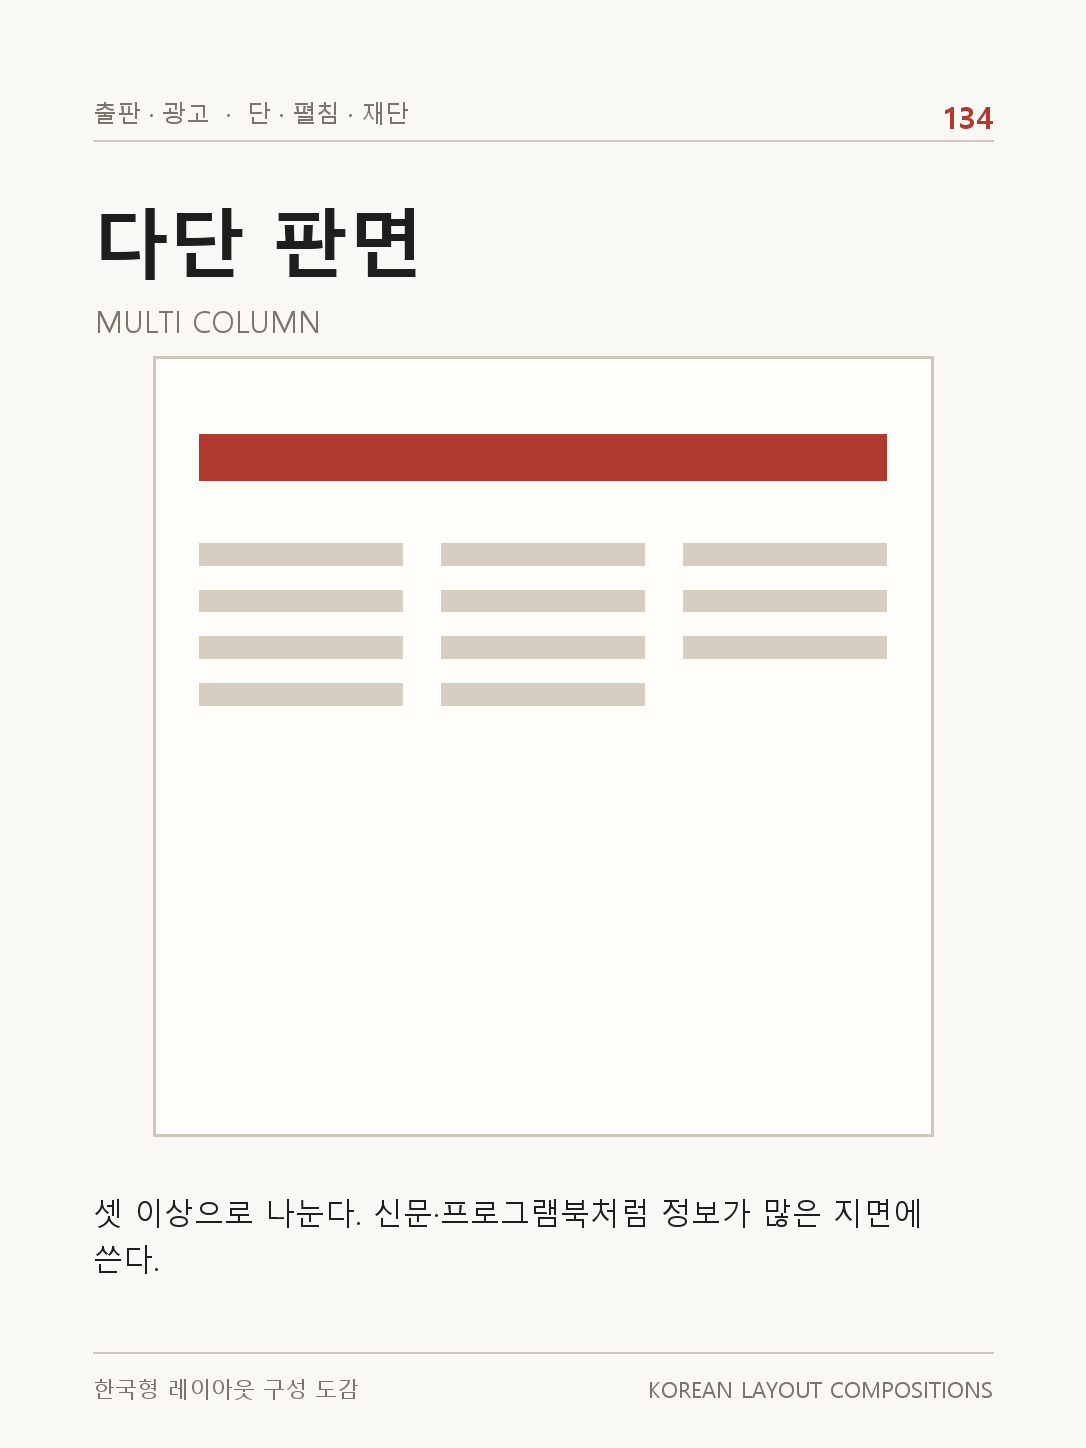 출판 · 광고 · 단 · 펼침 · 재단
134
다단 판면
MULTI COLUMN
셋 이상으로 나눈다. 신문·프로그램북처럼 정보가 많은 지면에
쓴다.
한국형 레이아웃 구성 도감
KOREAN LAYOUT COMPOSITIONS